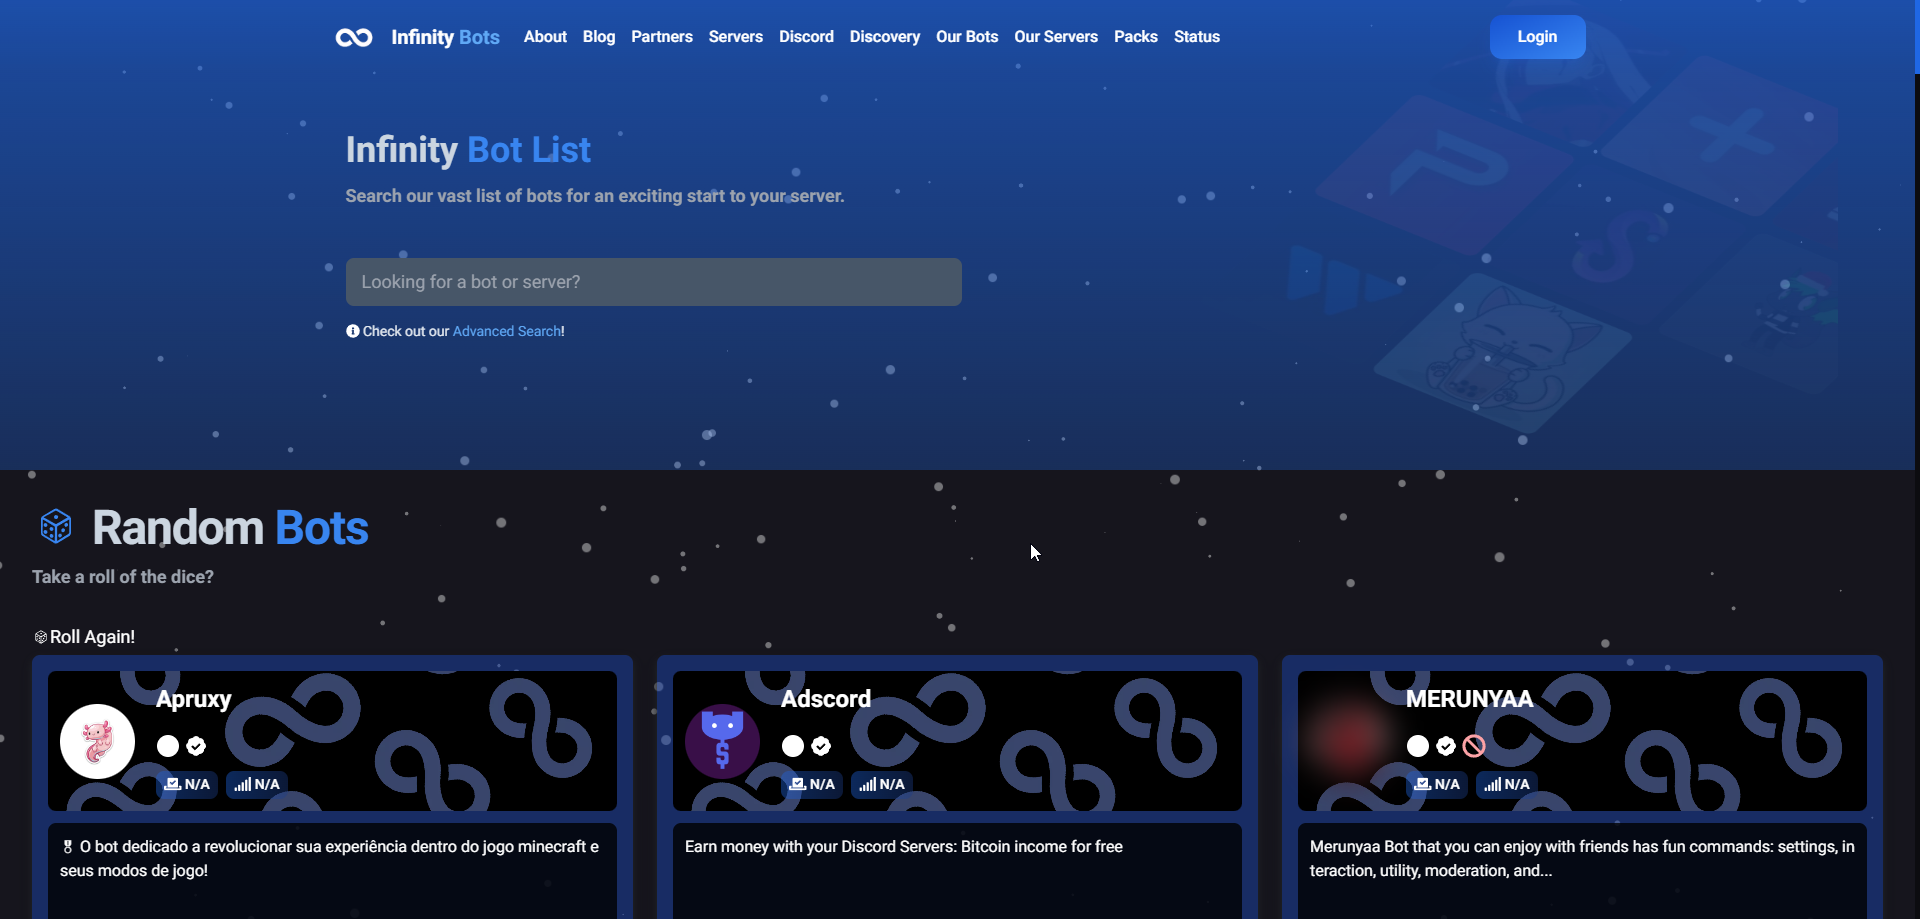 Infinity Bots About Blog Partners Servers Discord Discovery Our Bots Our Servers Packs Status Login
Infinity Bot List
Search our vast list of bots for an exciting start to your server.
Looking for a bot or server?
Check out our Advanced Search!
Random Bots
Take a roll of the dice?
Roll Again!
Apruxy
N/A N/A
O bot dedicado a revolucionar sua experiência dentro do jogo minecraft e
seus modos de jogo!
Adscord
N/A N/A
Earn money with your Discord Servers: Bitcoin income for free
MERUNYAA
N/A N/A
Merunyaa Bot that you can enjoy with friends has fun commands: settings, in
teraction, utility, moderation, and...